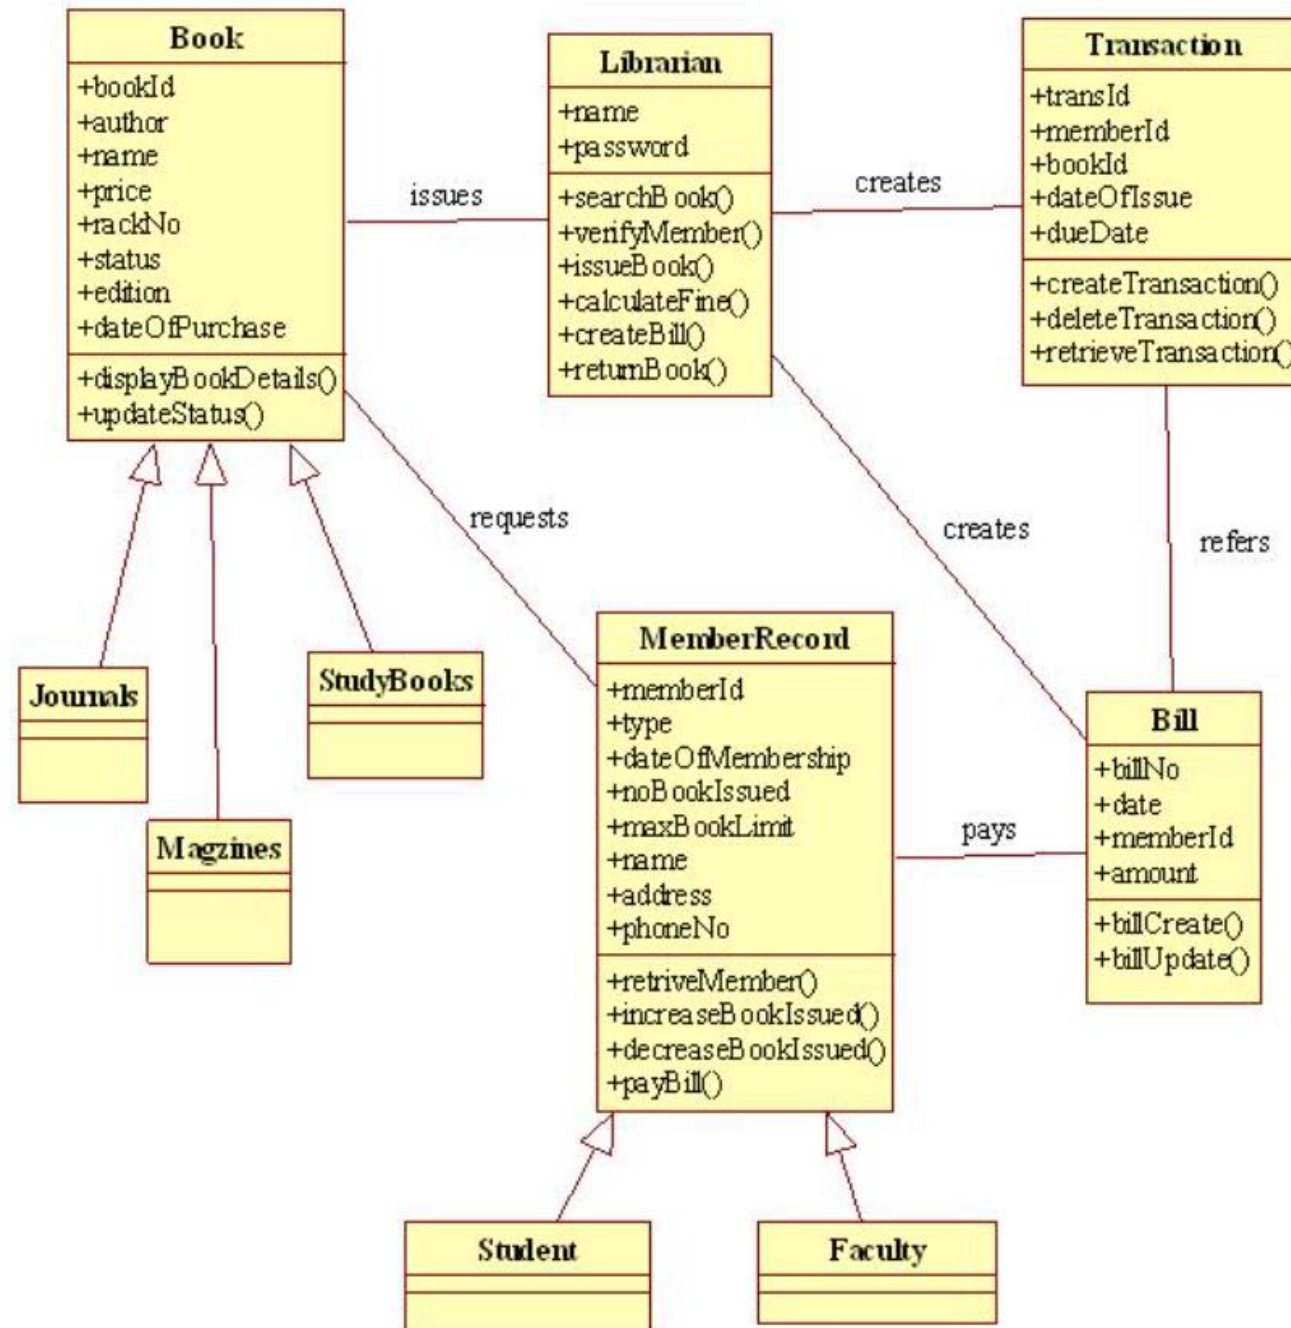 Book
+bookId
+author
+name
+price
+rackNo
+status
+edition
+dateOfPurchase
+displayBookDetails()
+updateStatus()
issues
Librarian
+name
+password
+searchBook()
+verifyMember()
+issueBook()
+calculateFine()
+createBill()
+returnBook()
creates
Transaction
+transId
+memberId
+bookId
+dateOfIssue
+dueDate
+createTransaction()
+deleteTransaction()
+retrieveTransaction()
requests
creates
refers
Journals
Magzines
StudyBooks
MemberRecord
+memberId
+type
+dateOfMembership
+noBookIssued
+maxBookLimit
+name
+address
+phoneNo
+retriveMember()
+increaseBookIssued()
+decreaseBookIssued()
+payBill()
pays
Bill
+billNo
+date
+memberId
+amount
+billCreate()
+billUpdate()
Student
Faculty